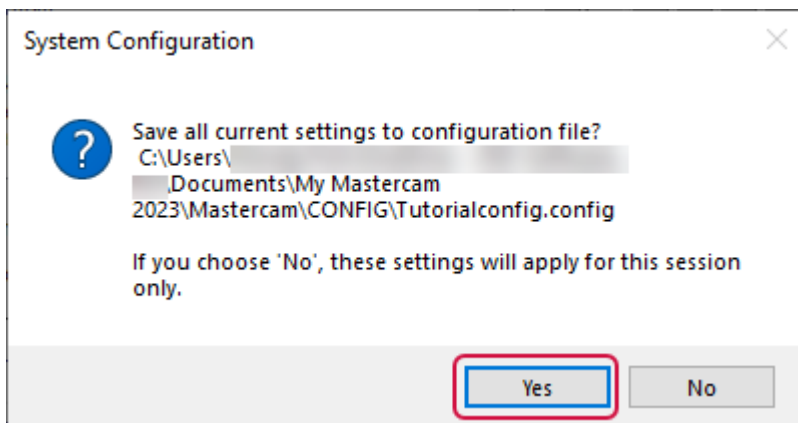 System Configuration
Save all current settings to configuration file?
C:\Users\
\Documents\My Mastercam
2023\Mastercam\CONFIG\Tutorialconfig.config
If you choose 'No', these settings will apply for this session
only.
Yes
No